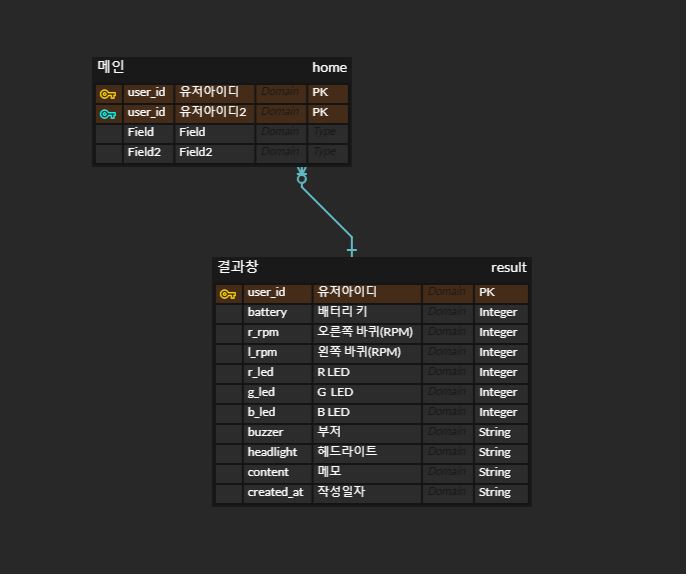 메인 home
user_id 유저아이디 Domain PK
user_id 유저아이디2 Domain PK
Field Field Domain Type
Field2 Field2 Domain Type
결과창 result
user_id 유저아이디 Domain PK
battery 배터리 키 Domain Integer
r_rpm 오른쪽 바퀴(RPM) Domain Integer
l_rpm 왼쪽 바퀴(RPM) Domain Integer
r_led R LED Domain Integer
g_led G LED Domain Integer
b_led B LED Domain Integer
buzzer 부저 Domain String
headlight 헤드라이트 Domain String
content 메모 Domain String
created_at 작성일자 Domain String